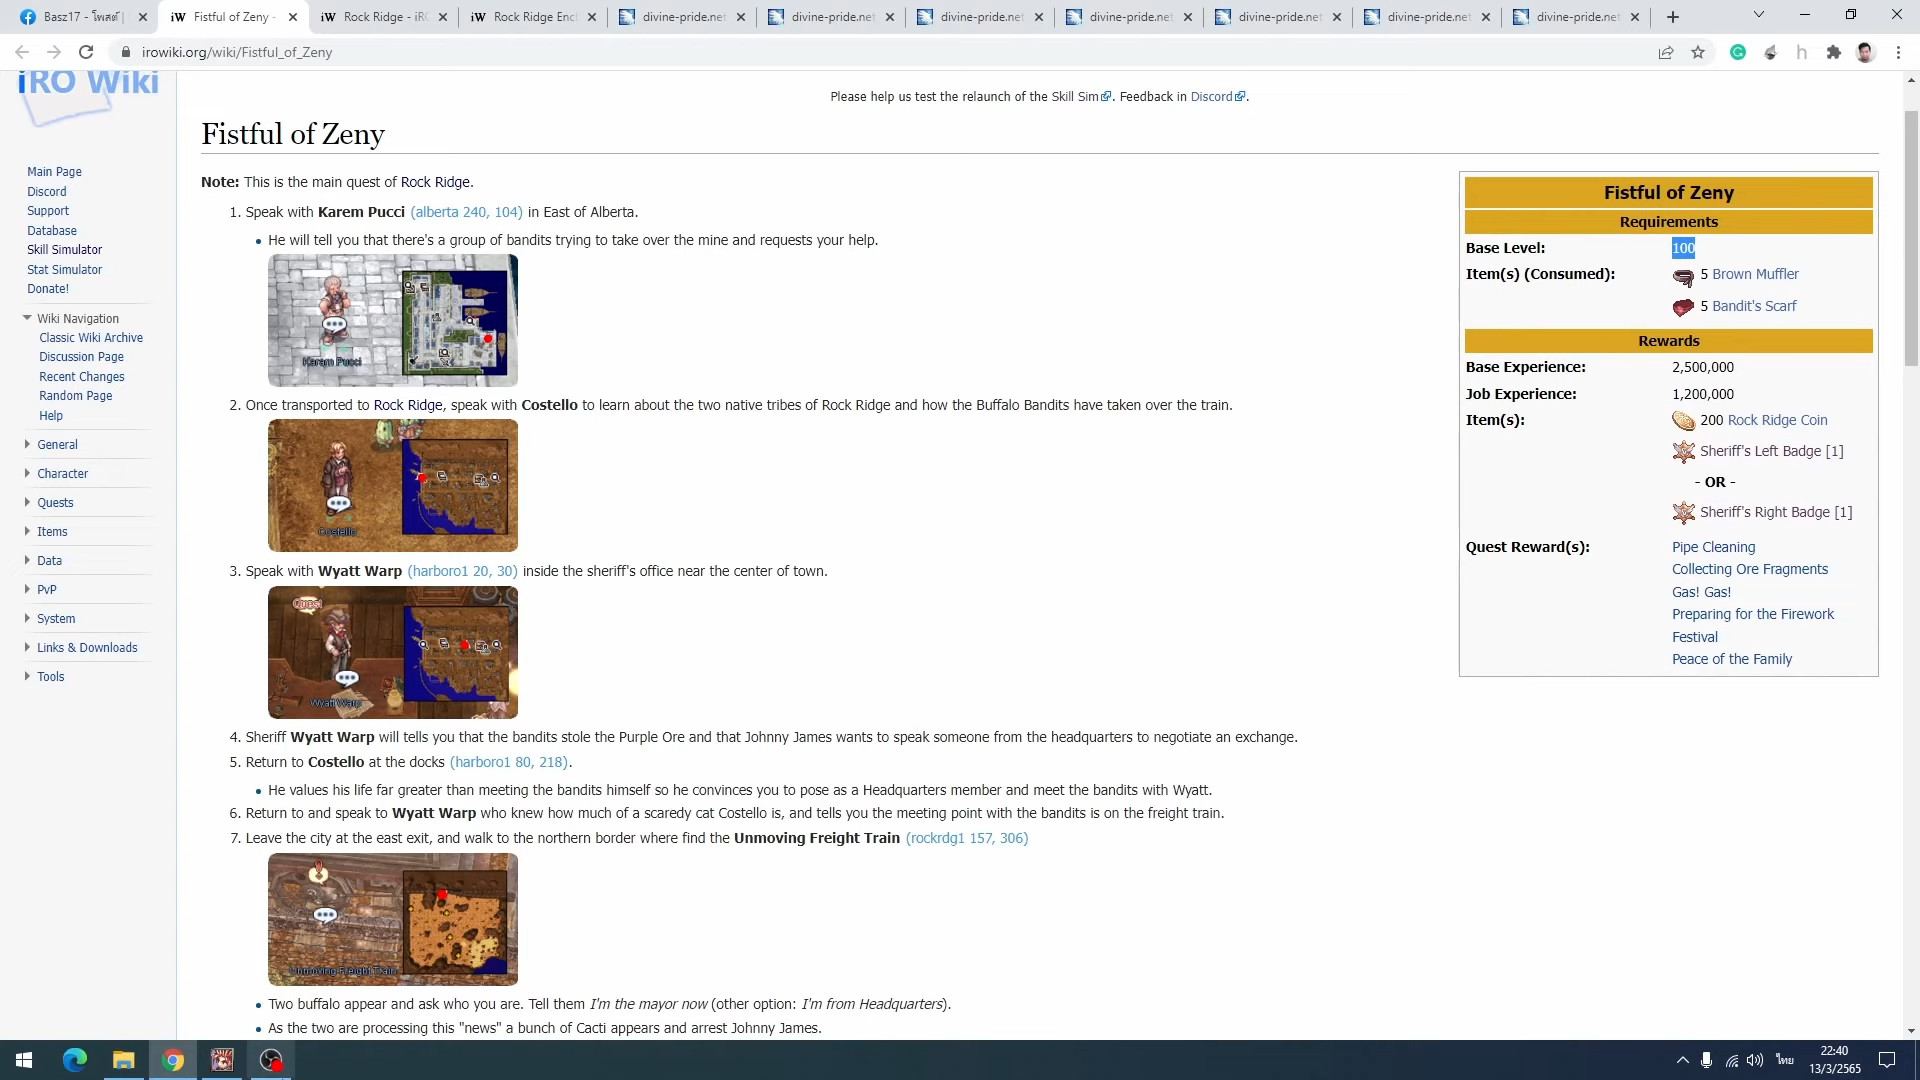 Basz17 - โพสต์ |
Fistful of Zeny -
iW Rock Ridge - iRC
iW Rock Ridge Enct
divine-pride.net
divine-pride.net
divine-pride.net
divine-pride.net
divine-pride.net
divine-pride.net
divine-pride.net
irowiki.org/wiki/Fistful_of_Zeny
iRO Wiki
Please help us test the relaunch of the Skill Sim. Feedback in Discord.
Fistful of Zeny
Main Page
Discord
Support
Database
Skill Simulator
Stat Simulator
Donate!
Wiki Navigation
Classic Wiki Archive
Discussion Page
Recent Changes
Random Page
Help
General
Character
Quests
Items
Data
PvP
System
Links & Downloads
Tools
Note: This is the main quest of Rock Ridge.
1. Speak with Karem Pucci (alberta 240, 104) in East of Alberta.
• He will tell you that there's a group of bandits trying to take over the mine and requests your help.
Karam Pucci
2. Once transported to Rock Ridge, speak with Costello to learn about the two native tribes of Rock Ridge and how the Buffalo Bandits have taken over the train.
Costello
3. Speak with Wyatt Warp (harboro1 20, 30) inside the sheriff's office near the center of town.
QUEST
Wyatt Warp
4. Sheriff Wyatt Warp will tells you that the bandits stole the Purple Ore and that Johnny James wants to speak someone from the headquarters to negotiate an exchange.
5. Return to Costello at the docks (harboro1 80, 218).
• He values his life far greater than meeting the bandits himself so he convinces you to pose as a Headquarters member and meet the bandits with Wyatt.
6. Return to and speak to Wyatt Warp who knew how much of a scaredy cat Costello is, and tells you the meeting point with the bandits is on the freight train.
7. Leave the city at the east exit, and walk to the northern border where find the Unmoving Freight Train (rockrdg1 157, 306)
Unmoving Freight Train
• Two buffalo appear and ask who you are. Tell them I'm the mayor now (other option: I'm from Headquarters).
• As the two are processing this "news" a bunch of Cacti appears and arrest Johnny James.
Fistful of Zeny
Requirements
Base Level: 100
Item(s) (Consumed): 5 Brown Muffler
5 Bandit's Scarf
Rewards
Base Experience: 2,500,000
Job Experience: 1,200,000
Item(s): 200 Rock Ridge Coin
Sheriff's Left Badge [1]
- OR -
Sheriff's Right Badge [1]
Quest Reward(s): Pipe Cleaning
Collecting Ore Fragments
Gas! Gas!
Preparing for the Firework
Festival
Peace of the Family
ไทย
22:40
13/3/2565